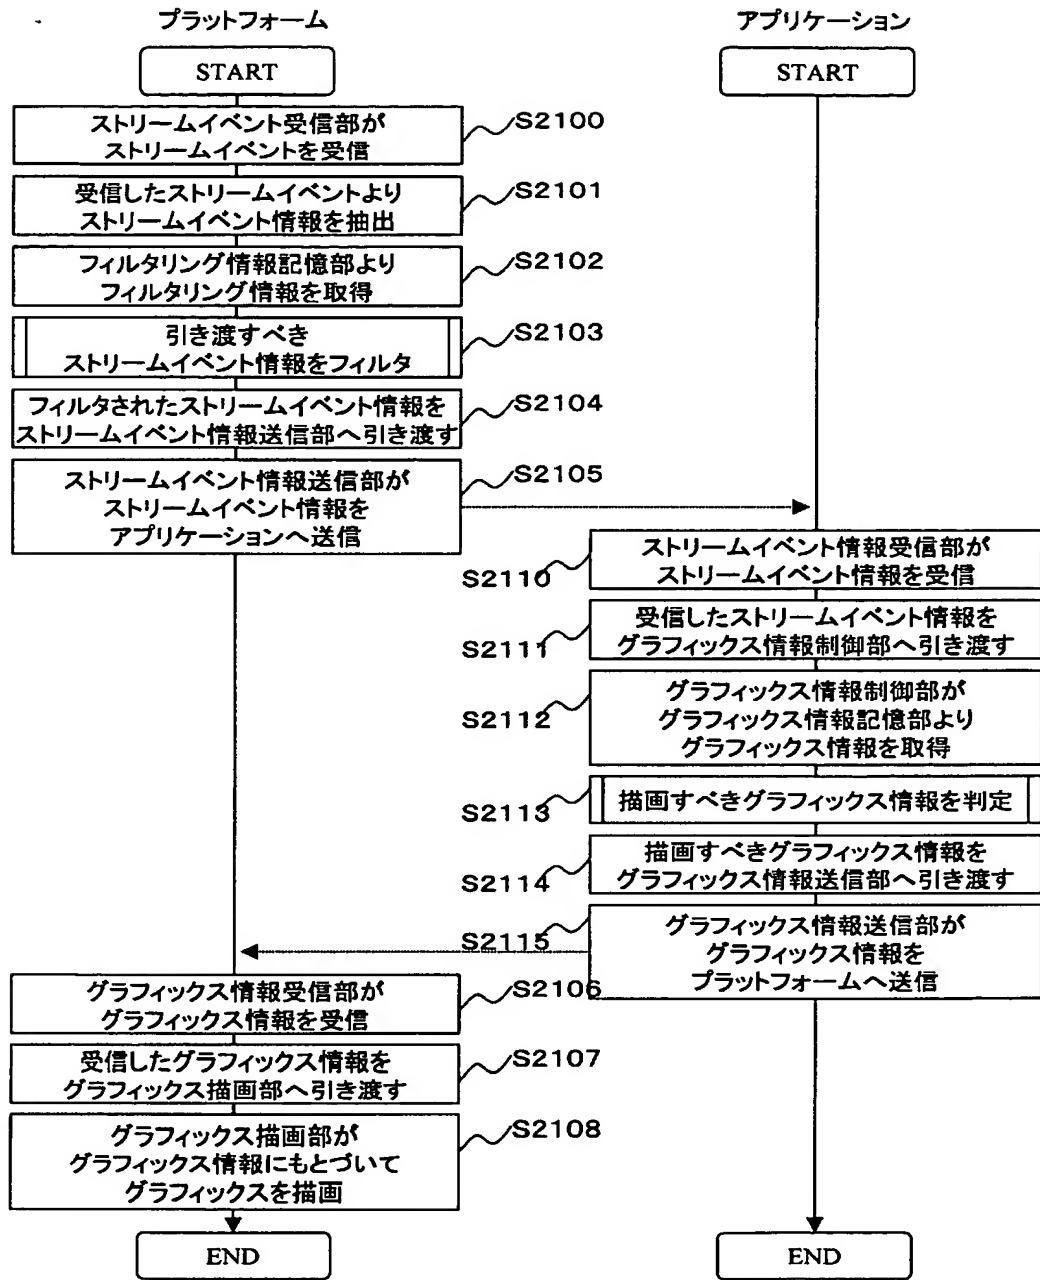 プラットフォーム
START
ストリームイベント受信部が
ストリームイベントを受信
S2100
受信したストリームイベントより
ストリームイベント情報を抽出
S2101
フィルタリング情報記憶部より
フィルタリング情報を取得
S2102
引き渡すべき
ストリームイベント情報をフィルタ
S2103
フィルタされたストリームイベント情報を
ストリームイベント情報送信部へ引き渡す
S2104
ストリームイベント情報送信部が
ストリームイベント情報を
アプリケーションへ送信
S2105
アプリケーション
START
S2110
ストリームイベント情報受信部が
ストリームイベント情報を受信
S2111
受信したストリームイベント情報を
グラフィックス情報制御部へ引き渡す
S2112
グラフィックス情報制御部が
グラフィックス情報記憶部より
グラフィックス情報を取得
S2113
描画すべきグラフィックス情報を判定
S2114
描画すべきグラフィックス情報を
グラフィックス情報送信部へ引き渡す
S2115
グラフィックス情報送信部が
グラフィックス情報を
プラットフォームへ送信
END
グラフィックス情報受信部が
グラフィックス情報を受信
S2106
受信したグラフィックス情報を
グラフィックス描画部へ引き渡す
S2107
グラフィックス描画部が
グラフィックス情報にもとづいて
グラフィックスを描画
S2108
END